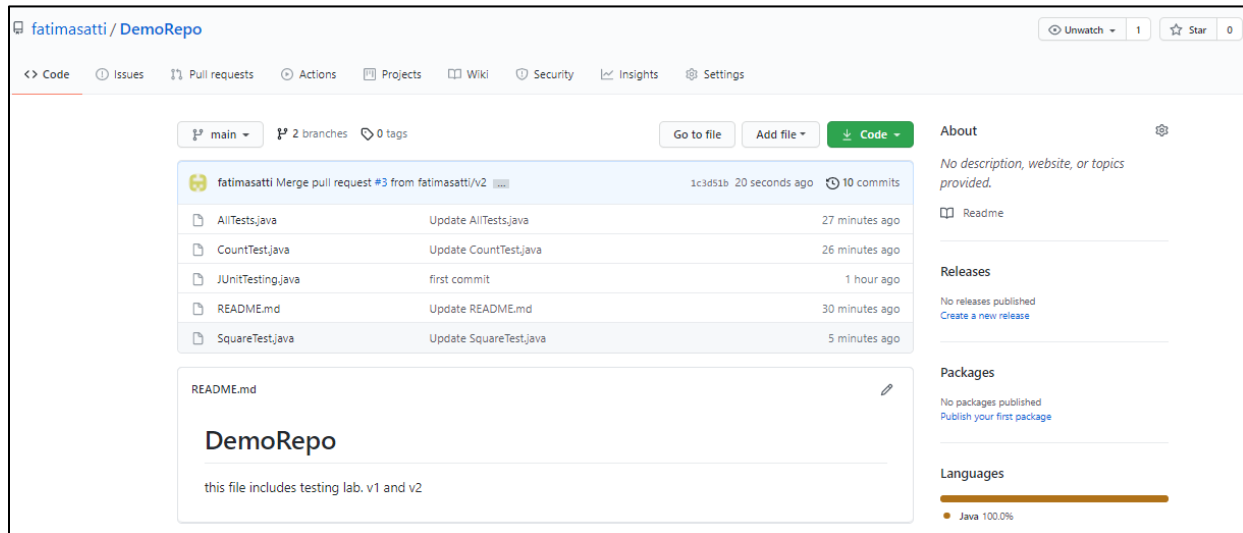 fatimasatti / DemoRepo
Unwatch 1 Star 0
<> Code Issues Pull requests Actions Projects Wiki Security Insights Settings
main 2 branches 0 tags Go to file Add file Code
fatimasatti Merge pull request #3 from fatimasatti/v2 ... 1c3d51b 20 seconds ago 10 commits
AllTests.java Update AllTests.java 27 minutes ago
CountTest.java Update CountTest.java 26 minutes ago
JUnitTesting.java first commit 1 hour ago
README.md Update README.md 30 minutes ago
SquareTest.java Update SquareTest.java 5 minutes ago
README.md
DemoRepo
this file includes testing lab. v1 and v2
About
No description, website, or topics
provided.
Readme
Releases
No releases published
Create a new release
Packages
No packages published
Publish your first package
Languages
Java 100.0%